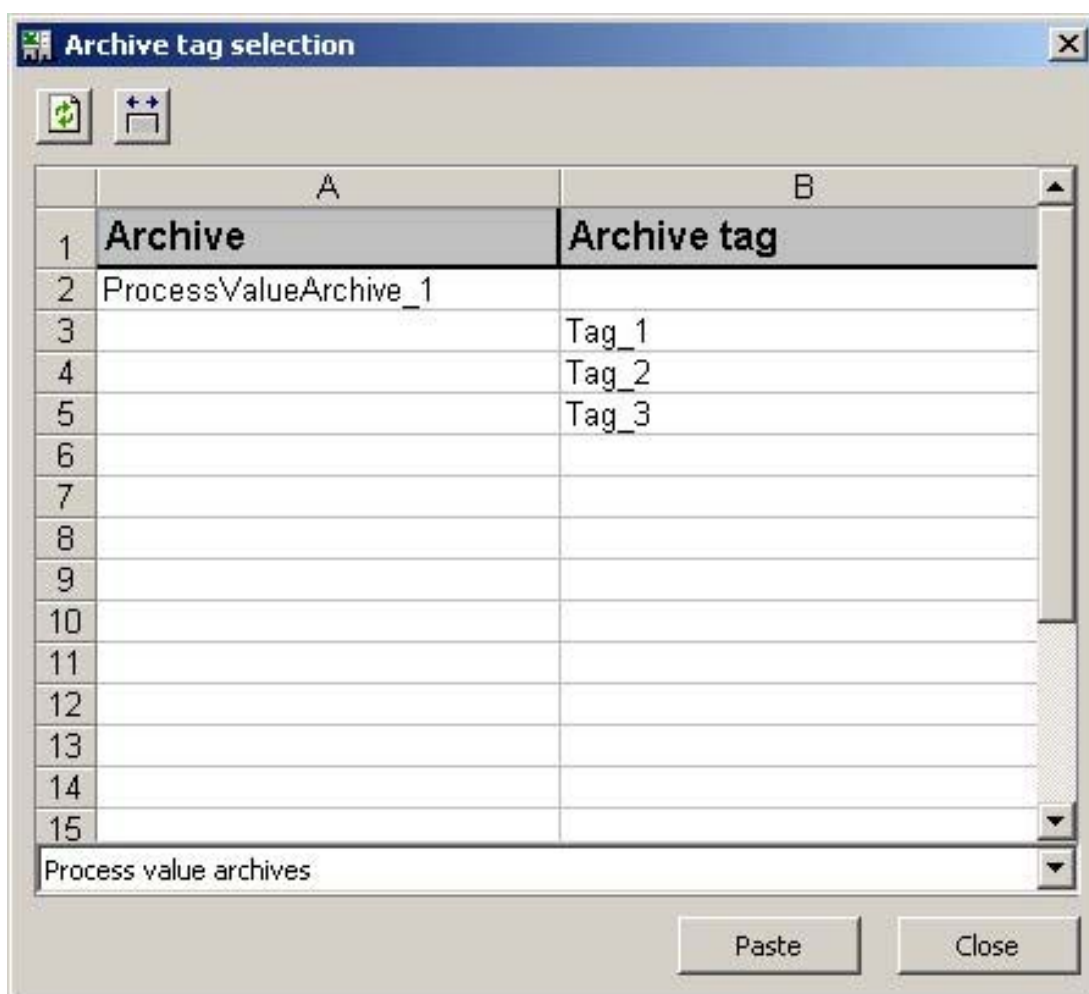 Archive tag selection
A B
1 Archive Archive tag
2 ProcessValueArchive_1
3 Tag_1
4 Tag_2
5 Tag_3
6
7
8
9
10
11
12
13
14
15
Process value archives
Paste Close